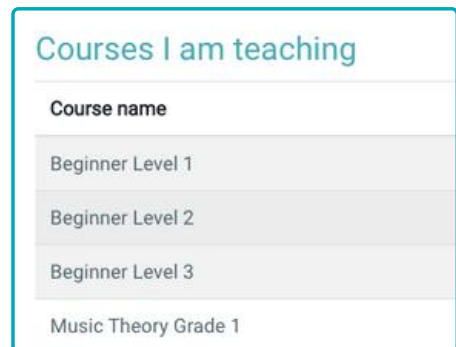 Courses I am teaching
Course name
Beginner Level 1
Beginner Level 2
Beginner Level 3
Music Theory Grade 1